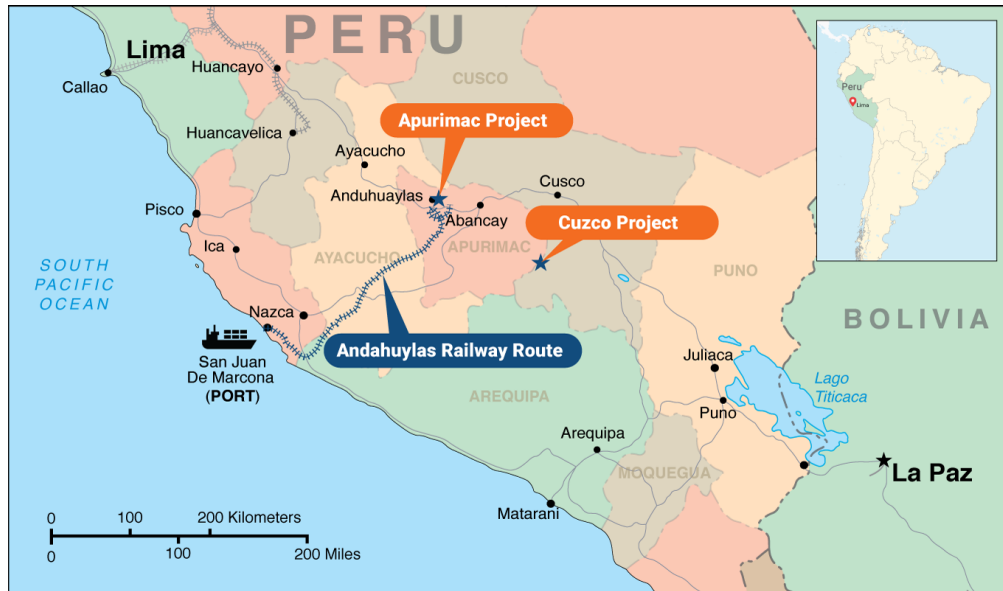 PERU
Lima
Callao
Huancayo
CUSCO
Huancavelica
Apurimac Project
Ayacucho
Anduhuaylas
Cusco
Pisco
Abancay
Cuzco Project
Ica
APURIMAC
AYACUCHO
PUNO
SOUTH
PACIFIC
OCEAN
Nazca
BOLIVIA
San Juan
De Marcona
(PORT)
Andahuylas Railway Route
Juliaca
Lago
Titicaca
AREQUIPA
Puno
Arequipa
MOQUEGUA
La Paz
Matarani
0 100 200 Kilometers
0 100 200 Miles
Peru
Lima